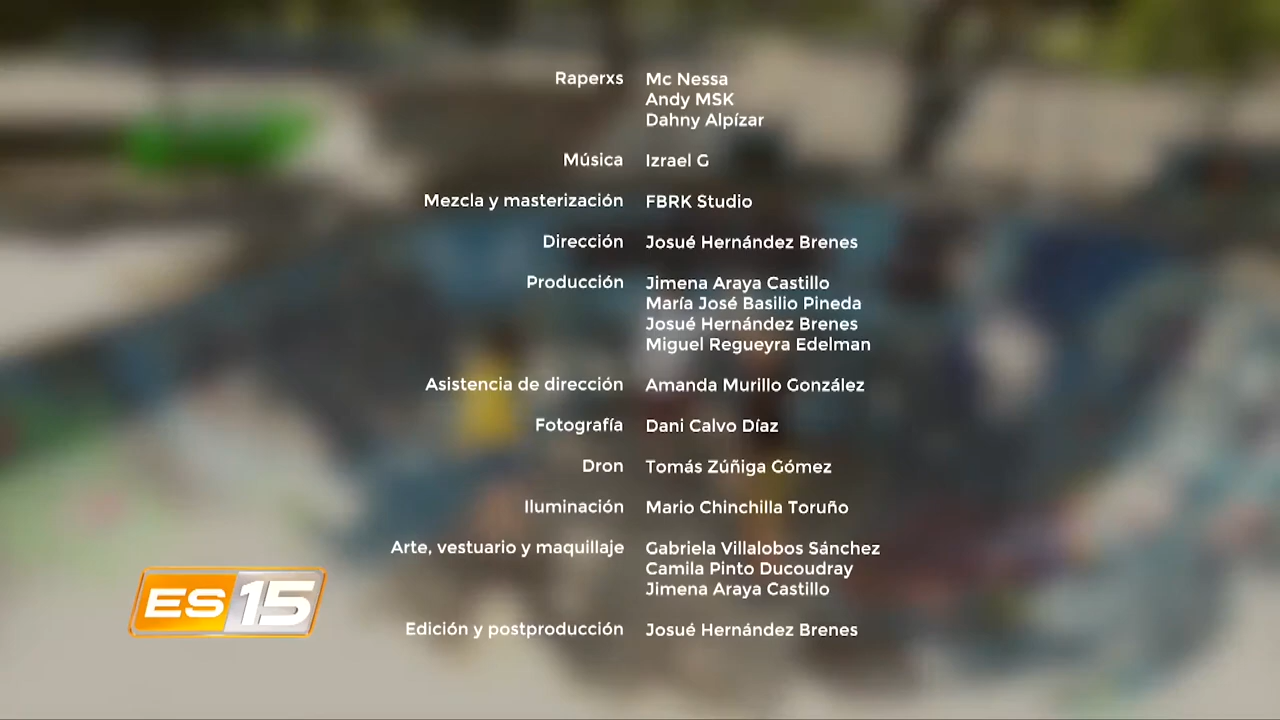 Raperxs Mc Nessa
Andy MSK
Dahny Alpízar
Música Izrael G
Mezcla y masterización FBRK Studio
Dirección Josué Hernández Brenes
Producción Jimena Araya Castillo
María José Basilio Pineda
Josué Hernández Brenes
Miguel Regueyra Edelman
Asistencia de dirección Amanda Murillo González
Fotografía Dani Calvo Díaz
Dron Tomás Zúñiga Gómez
Iluminación Mario Chinchilla Toruño
Arte, vestuario y maquillaje Gabriela Villalobos Sánchez
Camila Pinto Ducoudray
Jimena Araya Castillo
ES 15
Edición y postproducción Josué Hernández Brenes